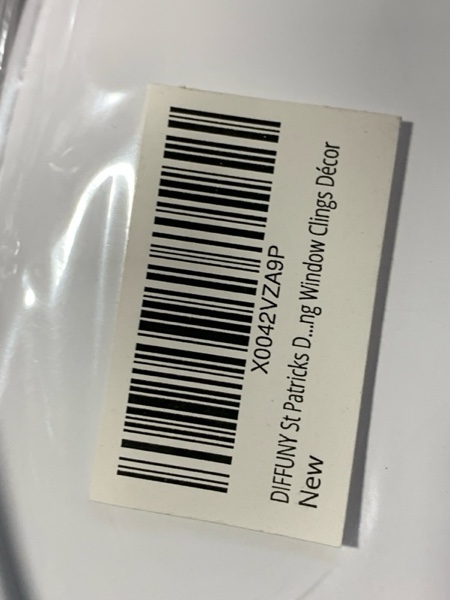 X0042VZA9P
DIFFUNY St Patricks D...ng Window Clings Décor
New